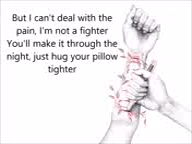 But I can't deal with the
pain, I'm not a fighter
You'll make it through the
night, just hug your pillow
tighter